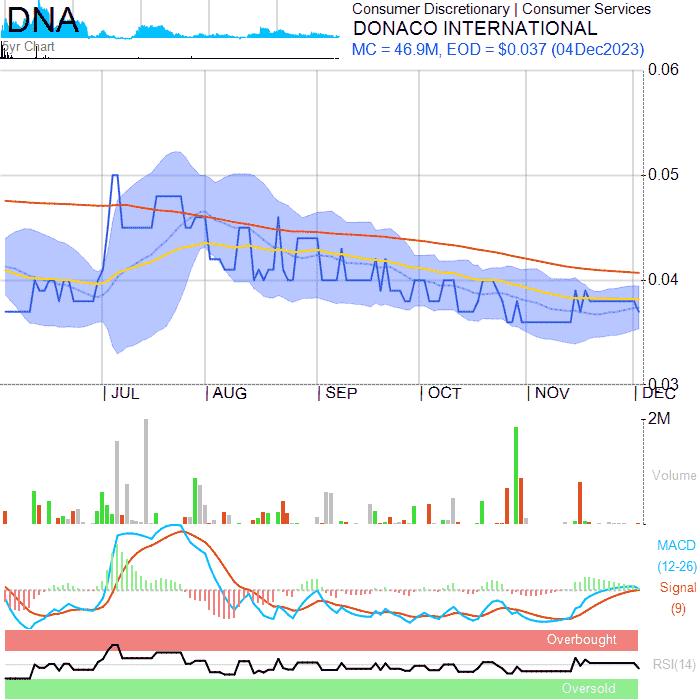 DNA
5yr Chart
Consumer Discretionary | Consumer Services
DONACO INTERNATIONAL
MC = 46.9M, EOD = $0.037 (04Dec2023)
0.06
0.05
0.04
0.03
JUL AUG SEP OCT NOV DEC
2M
Volume
MACD
(12-26)
Signal
(9)
Overbought
RSI(14)
Oversold